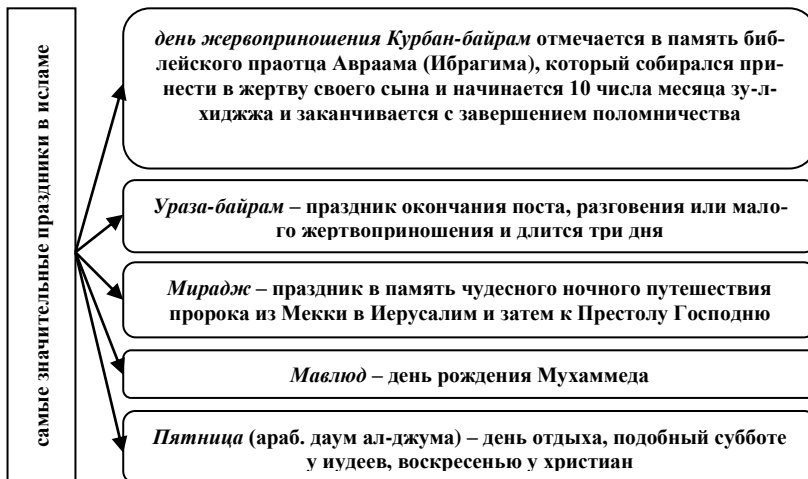 самые значительные праздники в исламе
день жервоприношения Курбан-байрам отмечается в память биб-
лейского праотца Авраама (Ибрагима), который собирался при-
нести в жертву своего сына и начинается 10 числа месяца зу-л-
хиджжа и заканчивается с завершением поломничества
Ураза-байрам – праздник окончания поста, разговения или мало-
го жертвоприношения и длится три дня
Мирадж – праздник в память чудесного ночного путешествия
пророка из Мекки в Иерусалим и затем к Престолу Господню
Мавлюд – день рождения Мухаммеда
Пятница (араб. даум ал-джума) – день отдыха, подобный субботе
у иудеев, воскресенью у христиан